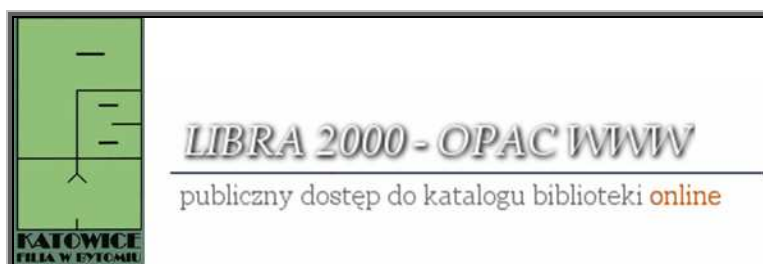 LIBRA 2000 - OPAC WWW
publiczny dostęp do katalogu biblioteki online
KATOWICE
FILIA W BYTOMIU